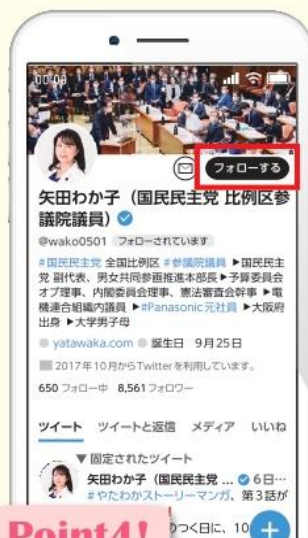 00:08
フォローする
矢田わか子（国民民主党 比例区参
議院議員）
@wako0501 フォローされています
#国民民主党 全国比例区 #参議院議員 ▶国民民主
党 副代表、男女共同参画推進本部長▶予算委員会
オブ理事、内閣委員会理事、憲法審査会幹事 ▶電
機連合組織内議員 ▶#Panasonic元社員 ▶大阪府
出身 ▶大学男子母
yatawaka.com 誕生日 9月25日
2017年10月からTwitterを利用しています。
650 フォロー中 8,561フォロワー
ツイート ツイートと返信 メディア いいね
▼固定されたツイート
矢田わか子（国民民主党 ... 6日…
#やたわかストーリーマンガ、第3話が
Point4!
のつく日に、10